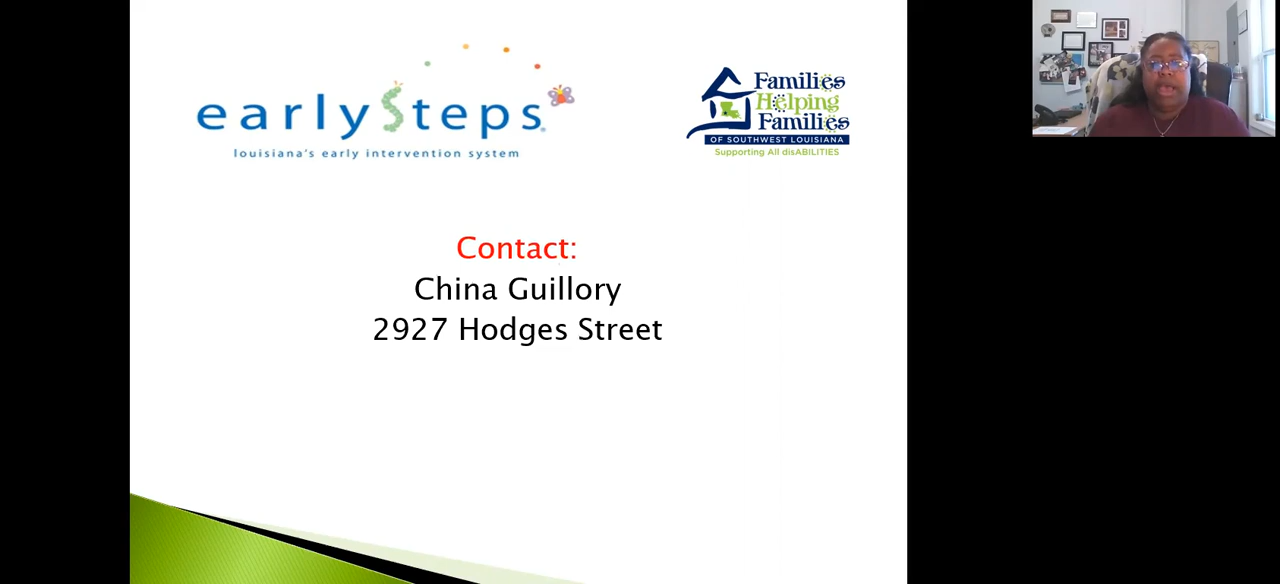 earlySteps
louisiana's early intervention system
Families
Helping
Families
OF SOUTHWEST LOUISIANA
Supporting All disABILITIES
Contact:
China Guillory
2927 Hodges Street